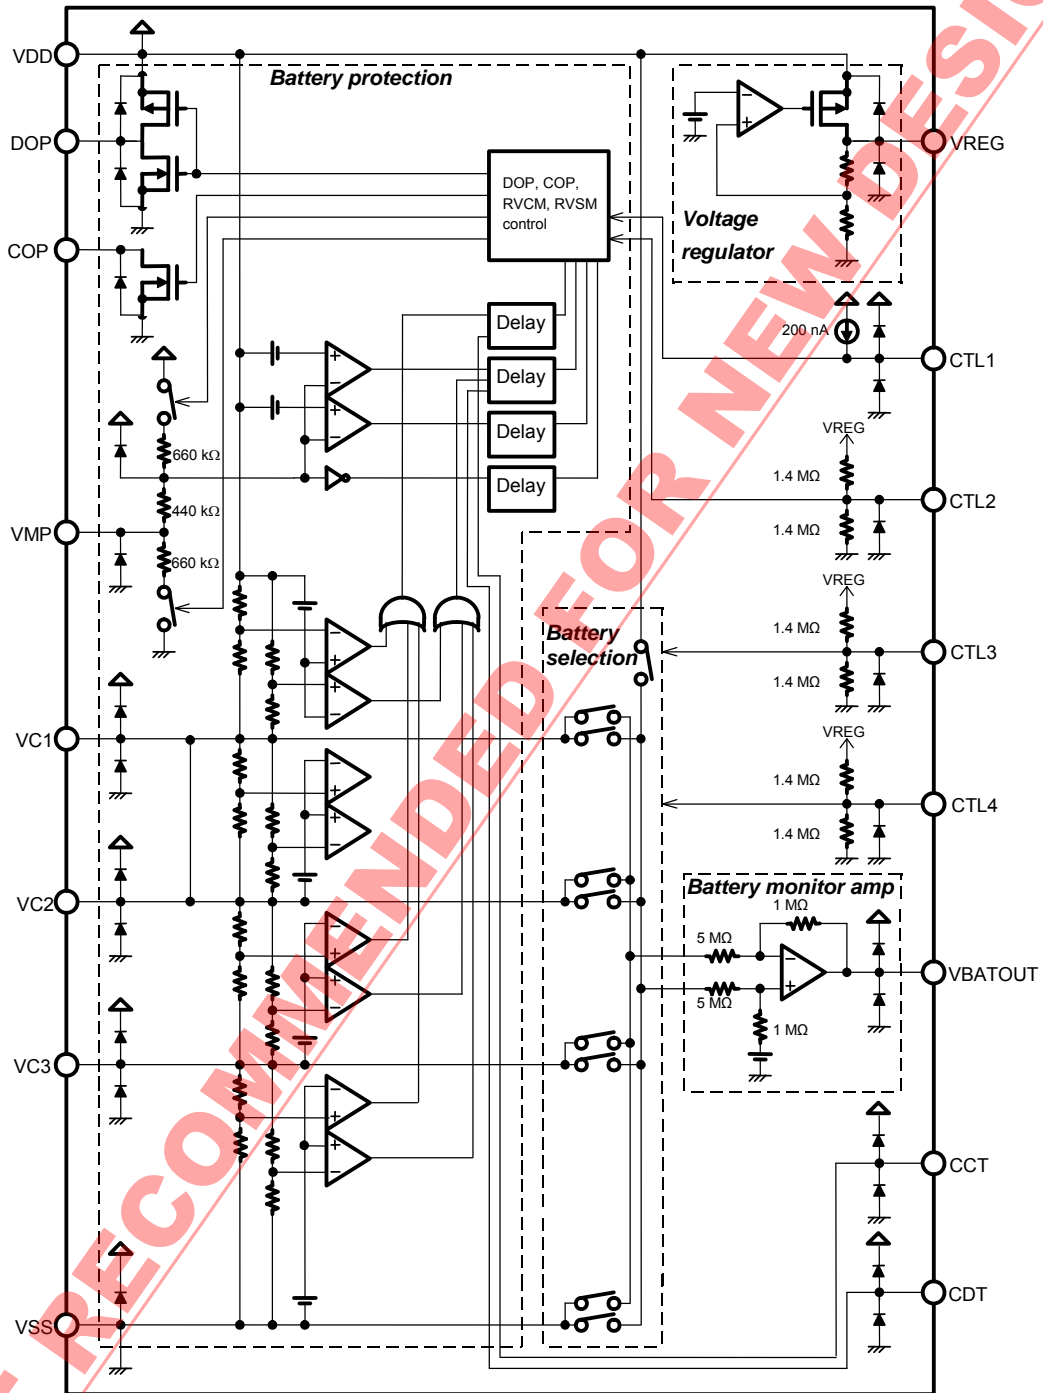 VDD
Battery protection
DOP
DOP, COP,
RVCM, RVSM
control
VREG
Voltage
regulator
COP
Delay
200 nA
CTL1
Delay
VREG
Delay
660 kΩ
1.4 MΩ
Delay
CTL2
440 kΩ
VMP
1.4 MΩ
660 kΩ
VREG
1.4 MΩ
Battery
selection
CTL3
1.4 MΩ
VC1
VREG
1.4 MΩ
CTL4
1.4 MΩ
Battery monitor amp
VC2
1 MΩ
5 MΩ
VBATOUT
5 MΩ
1 MΩ
VC3
CCT
CDT
VSS
RECOMMENDED FOR NEW